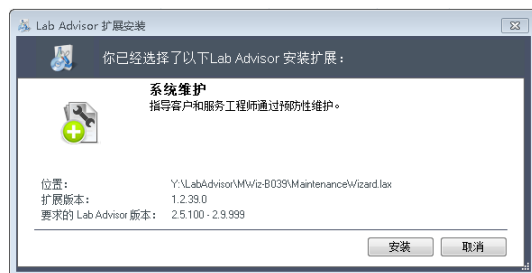 Lab Advisor 扩展安装
你已经选择了以下Lab Advisor 安装扩展：
系统维护
指导客户和服务工程师通过预防性维护。
位置： Y:\LabAdvisor\MWiz-B039\MaintenanceWizard.lax
扩展版本： 1.2.39.0
要求的 Lab Advisor 版本： 2.5.100 - 2.9.999
安装 取消